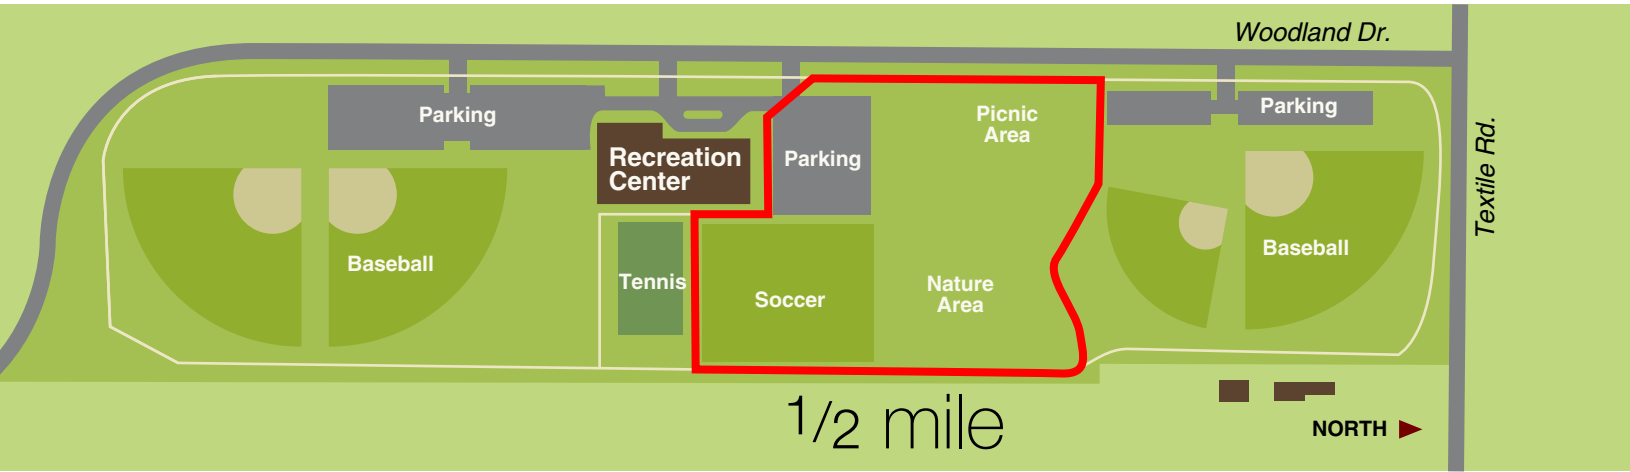 Woodland Dr.
Parking
Picnic
Area
Parking
Recreation
Center
Parking
Textile Rd.
Baseball
Tennis
Soccer
Nature
Area
Baseball
1/2 mile
NORTH